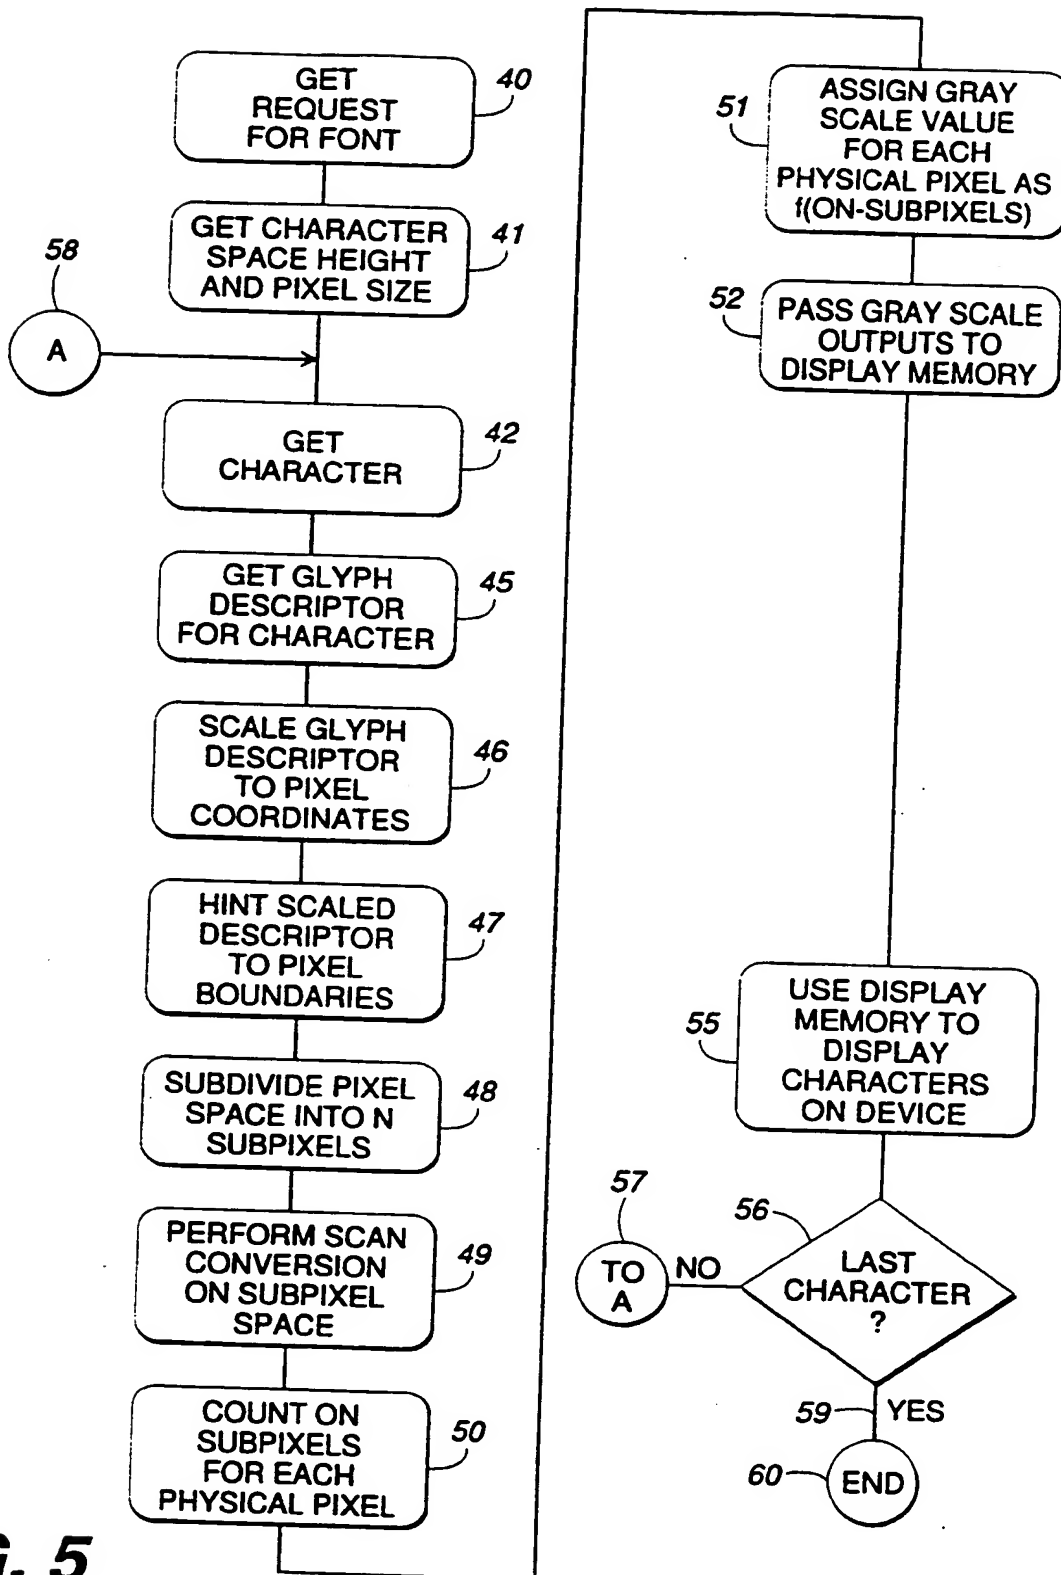 GET
REQUEST
FOR FONT
40
GET CHARACTER
SPACE HEIGHT
AND PIXEL SIZE
41
58
A
GET
CHARACTER
42
GET GLYPH
DESCRIPTOR
FOR CHARACTER
45
SCALE GLYPH
DESCRIPTOR
TO PIXEL
COORDINATES
46
HINT SCALED
DESCRIPTOR
TO PIXEL
BOUNDARIES
47
SUBDIVIDE PIXEL
SPACE INTO N
SUBPIXELS
48
PERFORM SCAN
CONVERSION
ON SUBPIXEL
SPACE
49
COUNT ON
SUBPIXELS
FOR EACH
PHYSICAL PIXEL
50
51
ASSIGN GRAY
SCALE VALUE
FOR EACH
PHYSICAL PIXEL AS
f(ON-SUBPIXELS)
52
PASS GRAY SCALE
OUTPUTS TO
DISPLAY MEMORY
55
USE DISPLAY
MEMORY TO
DISPLAY
CHARACTERS
ON DEVICE
56
LAST
CHARACTER
?
NO
57
TO
A
59
YES
60
END
G. 5